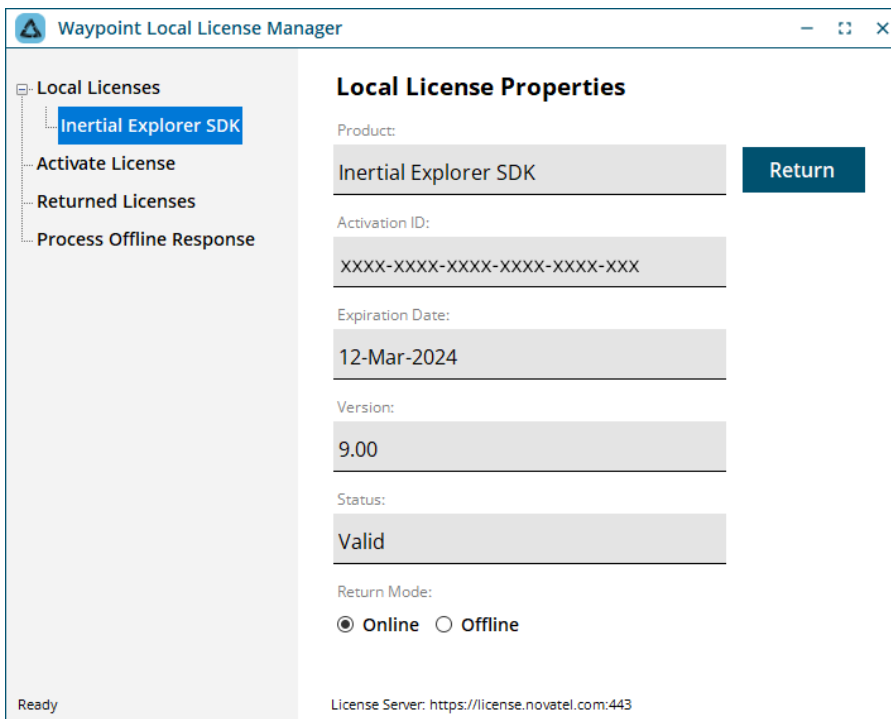 Waypoint Local License Manager
Local Licenses
Inertial Explorer SDK
Activate License
Returned Licenses
Process Offline Response
Local License Properties
Product:
Inertial Explorer SDK
Return
Activation ID:
xxxx-xxxx-xxxx-xxxx-xxxx-xxx
Expiration Date:
12-Mar-2024
Version:
9.00
Status:
Valid
Return Mode:
Online Offline
Ready
License Server: https://license.novatel.com:443